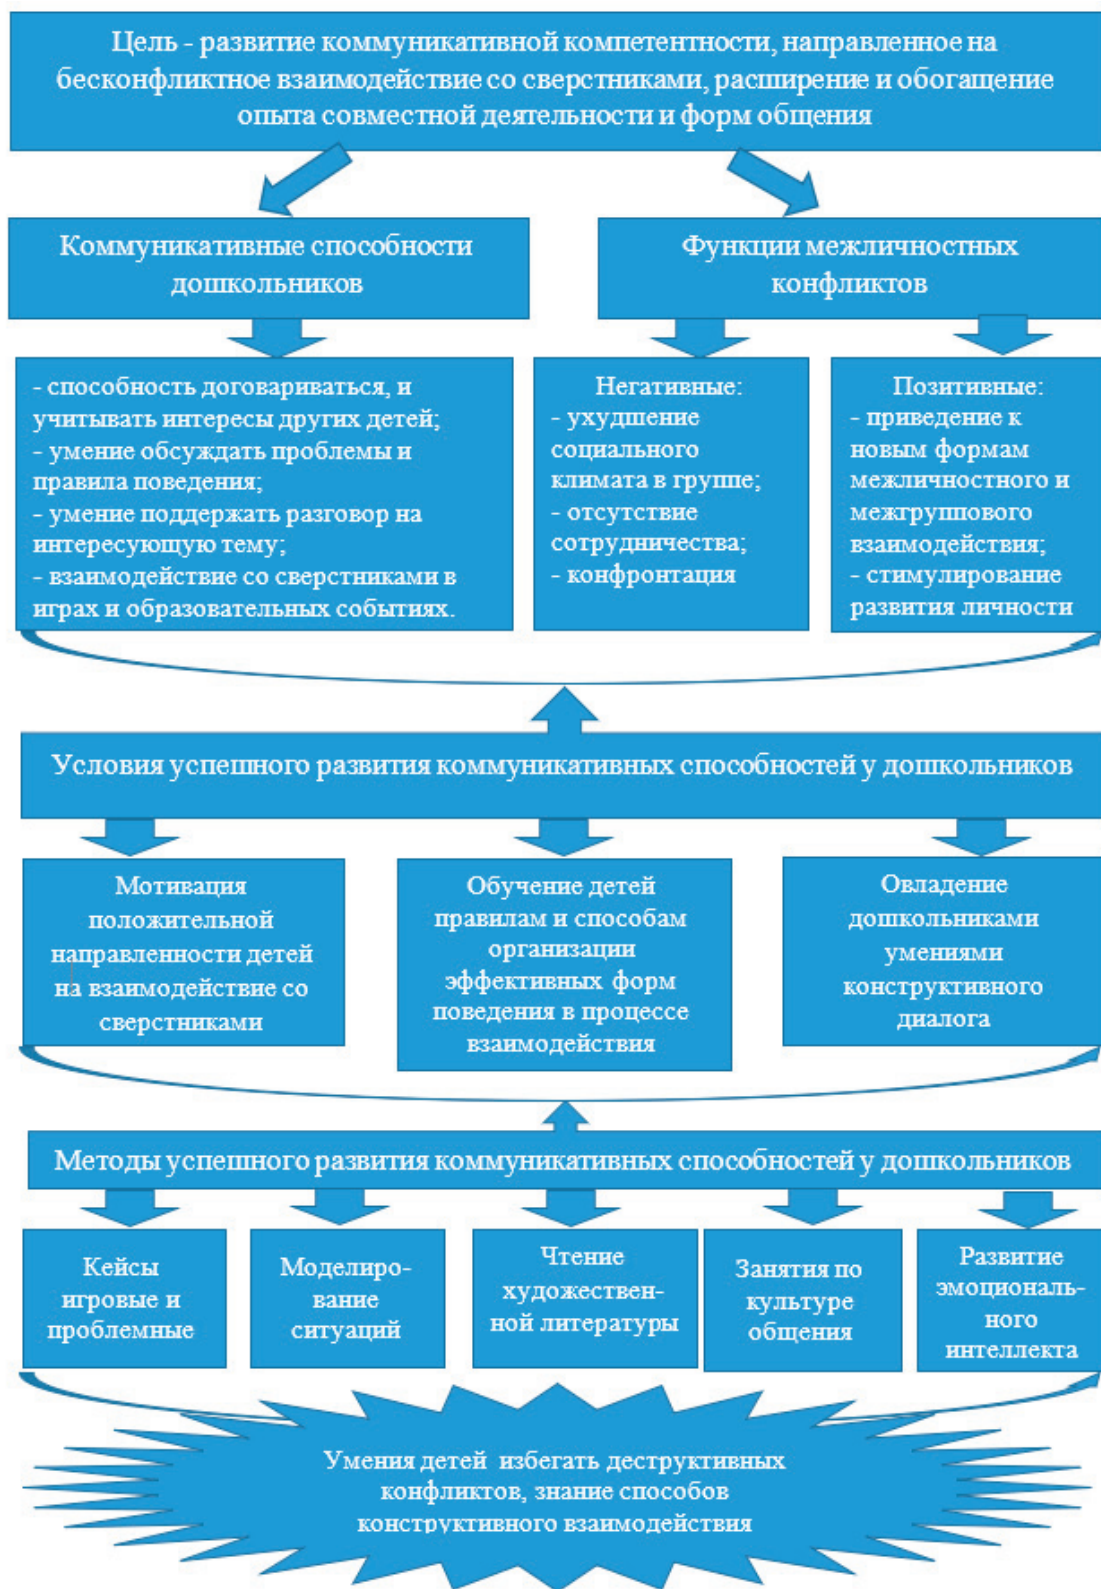 Цель - развитие коммуникативной компетентности, направленное на
бесконфликтное взаимодействие со сверстниками, расширение и обогащение
опыта совместной деятельности и форм общения
Коммуникативные способности
дошкольников
Функции межличностных
конфликтов
- способность договариваться, и
учитывать интересы других детей;
- умение обсуждать проблемы и
правила поведения;
- умение поддержать разговор на
интересующую тему;
- взаимодействие со сверстниками в
играх и образовательных событиях.
Негативные:
- ухудшение
социального
климата в группе;
- отсутствие
сотрудничества;
- конфронтация
Позитивные:
- приведение к
новым формам
межличностного и
межгруппового
взаимодействия;
- стимулирование
развития личности
Условия успешного развития коммуникативных способностей у дошкольников
Мотивация
положительной
направленности детей
на взаимодействие со
сверстниками
Обучение детей
правилам и способам
организации
эффективных форм
поведения в процессе
взаимодействия
Овладение
дошкольниками
умениями
конструктивного
диалога
Методы успешного развития коммуникативных способностей у дошкольников
Кейсы
игровые и
проблемные
Моделиро-
вание
ситуаций
Чтение
художествен-
ной литературы
Занятия по
культуре
общения
Развитие
эмоциональ-
ного
интеллекта
Умения детей избегать деструктивных
конфликтов, знание способов
конструктивного взаимодействия